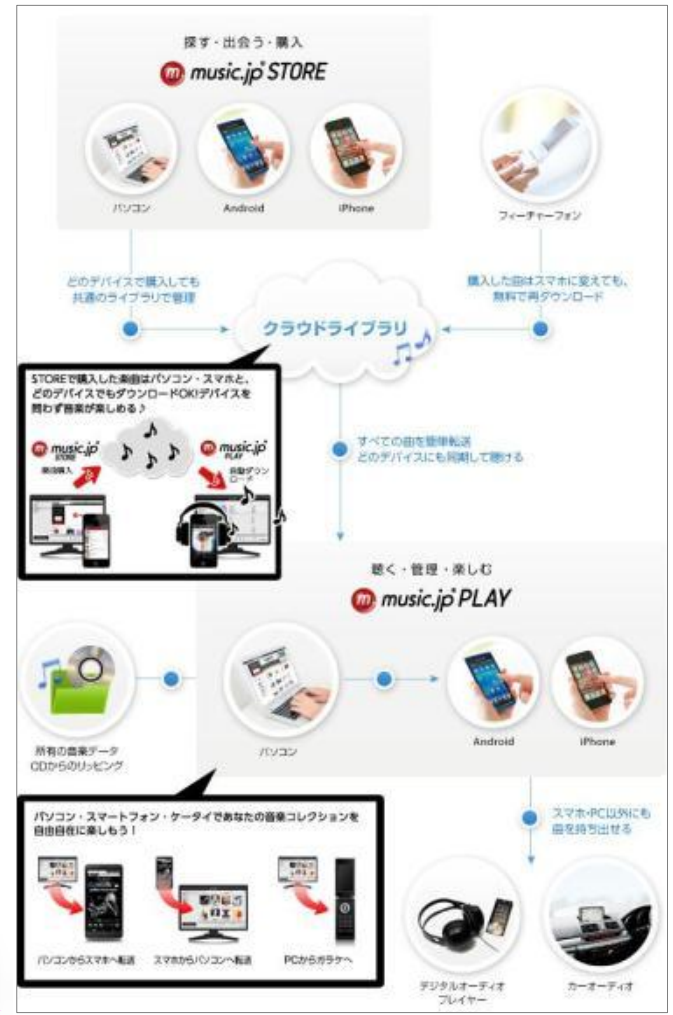 探す・出会う・購入
music.jp STORE
パソコン
Android
iPhone
フィーチャーフォン
どのデバイスで購入しても
共通のライブラリで管理
購入した曲はスマホに変えても、
無料で再ダウンロード
クラウドライブラリ
STOREで購入した楽曲はパソコン・スマホと、
どのデバイスでもダウンロードOK!デバイスを
問わず音楽が楽しめる♪
music.jp
STORE
楽曲購入
music.jp
PLAY
自動ダウン
ロード
すべての曲を簡単転送
どのデバイスにも同期して聴ける
聴く・管理・楽しむ
music.jp PLAY
所有の音楽データ
CDからのリッピング
パソコン
Android
iPhone
パソコン・スマートフォン・ケータイであなたの音楽コレクションを
自由自在に楽しもう！
パソコンからスマホへ転送
スマホからパソコンへ転送
PCからガラケへ
スマホ・PC以外にも
曲を持ち出せる
デジタルオーディオ
プレイヤー
カーオーディオ